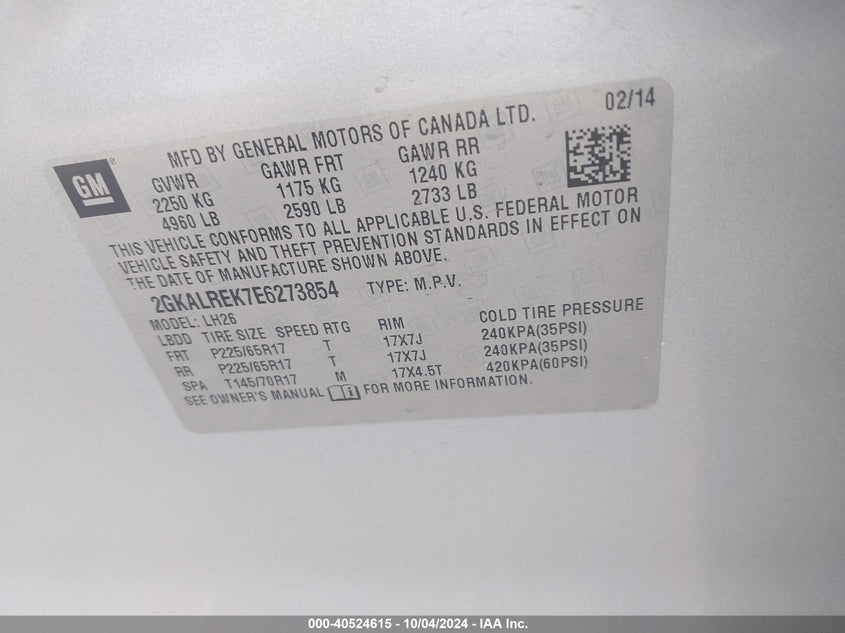 GM
MFD BY GENERAL MOTORS OF CANADA LTD. 02/14
GVWR GAWR FRT GAWR RR
2250 KG 1175 KG 1240 KG
4960 LB 2590 LB 2733 LB
THIS VEHICLE CONFORMS TO ALL APPLICABLE U.S. FEDERAL MOTOR
VEHICLE SAFETY AND THEFT PREVENTION STANDARDS IN EFFECT ON
THE DATE OF MANUFACTURE SHOWN ABOVE.
2GKALREK7E6273854 TYPE: M.P.V.
MODEL: LH26
LBDD TIRE SIZE SPEED RTG RIM COLD TIRE PRESSURE
FRT P225/65R17 T 17X7J 240KPA(35PSI)
RR P225/65R17 T 17X7J 240KPA(35PSI)
SPA T145/70R17 M 17X4.5T 420KPA(60PSI)
SEE OWNER'S MANUAL FOR MORE INFORMATION.
000-40524615 - 10/04/2024 - IAA Inc.